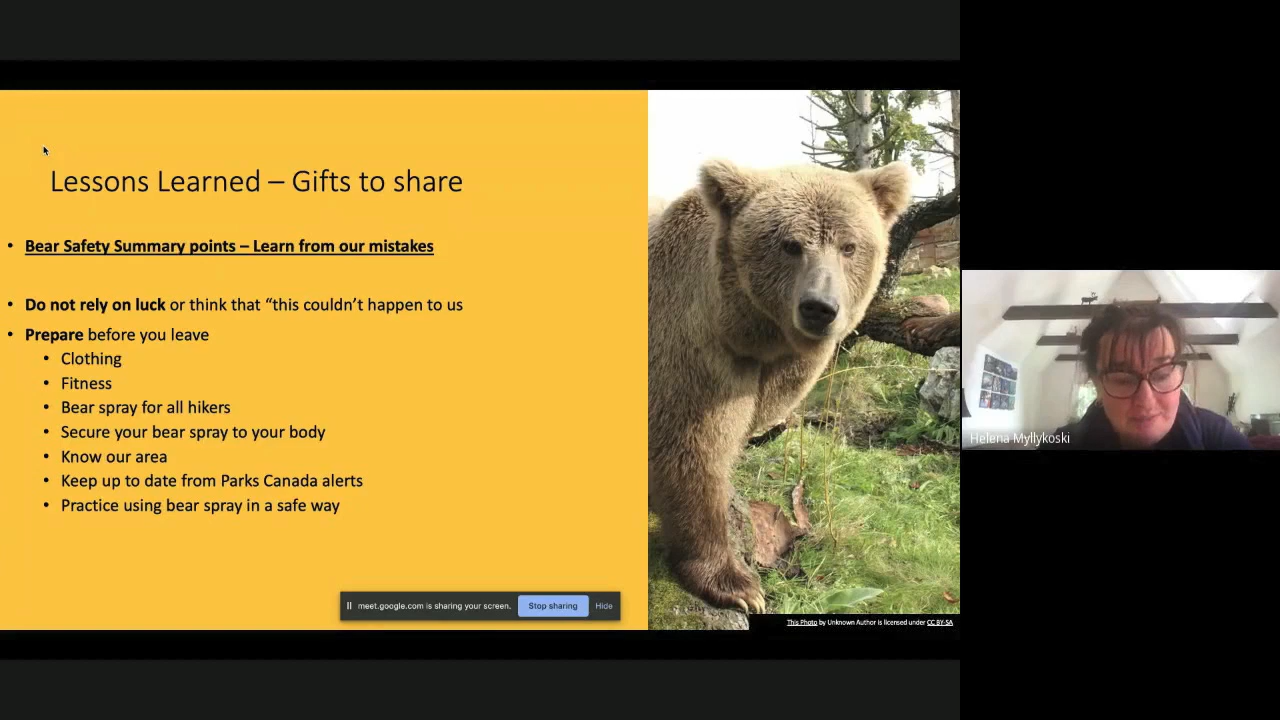 Lessons Learned – Gifts to share
• Bear Safety Summary points – Learn from our mistakes
• Do not rely on luck or think that “this couldn’t happen to us
• Prepare before you leave
• Clothing
• Fitness
• Bear spray for all hikers
• Secure your bear spray to your body
• Know our area
• Keep up to date from Parks Canada alerts
• Practice using bear spray in a safe way
meet.google.com is sharing your screen.
Stop sharing
Hide
This Photo by Unknown Author is licensed under CC BY-SA
Helena Myllykoski